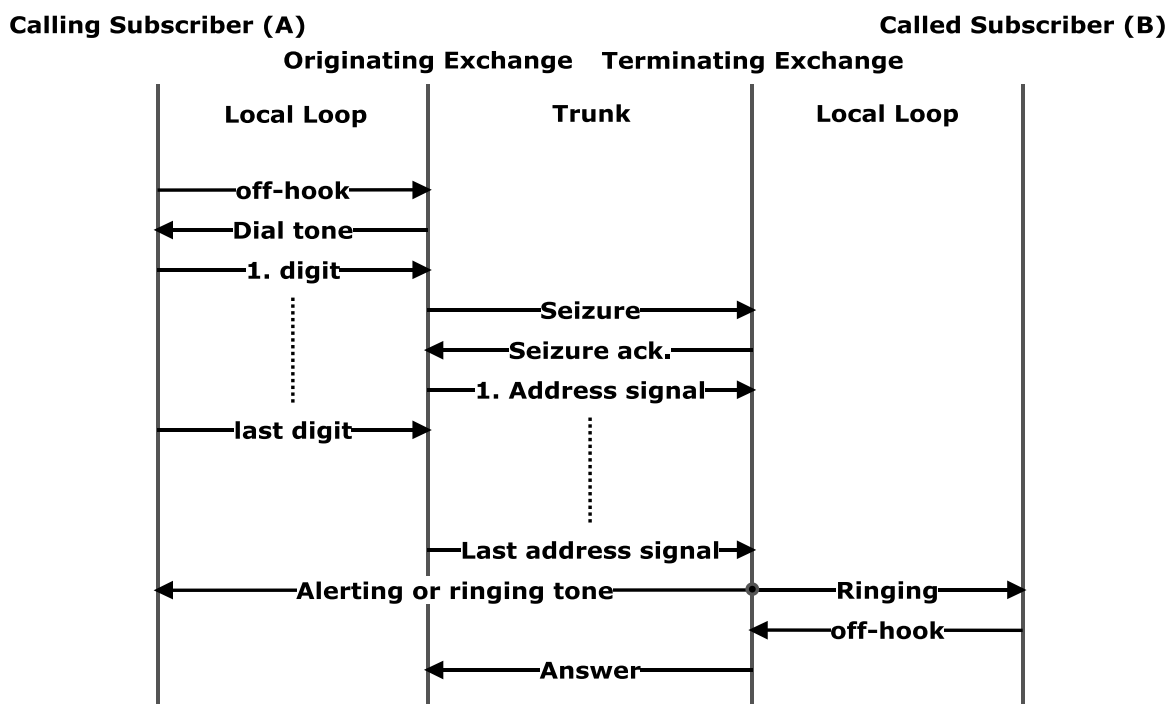 Calling Subscriber (A)
Called Subscriber (B)
Originating Exchange
Terminating Exchange
Local Loop
Trunk
Local Loop
off-hook
Dial tone
1. digit
Seizure
Seizure ack.
1. Address signal
last digit
Last address signal
Alerting or ringing tone
Ringing
off-hook
Answer